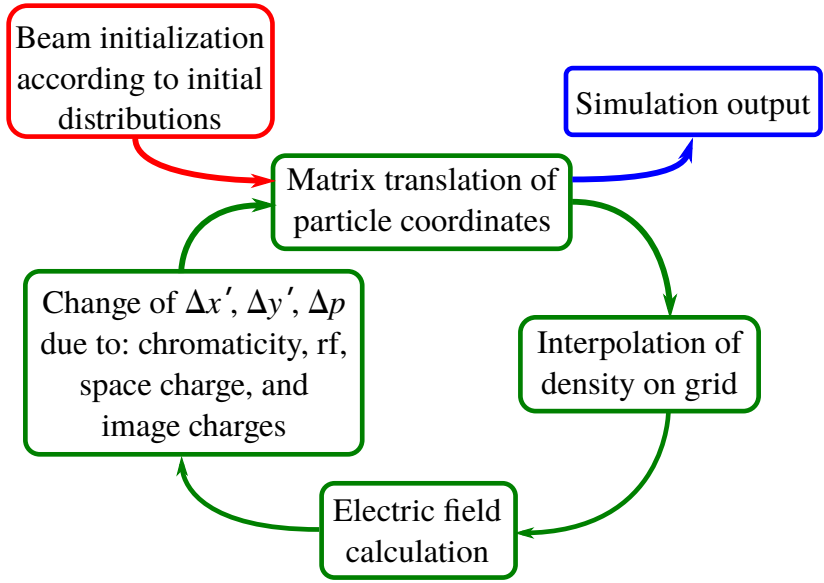 Beam initialization
according to initial
distributions
Simulation output
Matrix translation of
particle coordinates
Change of Δx′, Δy′, Δp
due to: chromaticity, rf,
space charge, and
image charges
Interpolation of
density on grid
Electric field
calculation